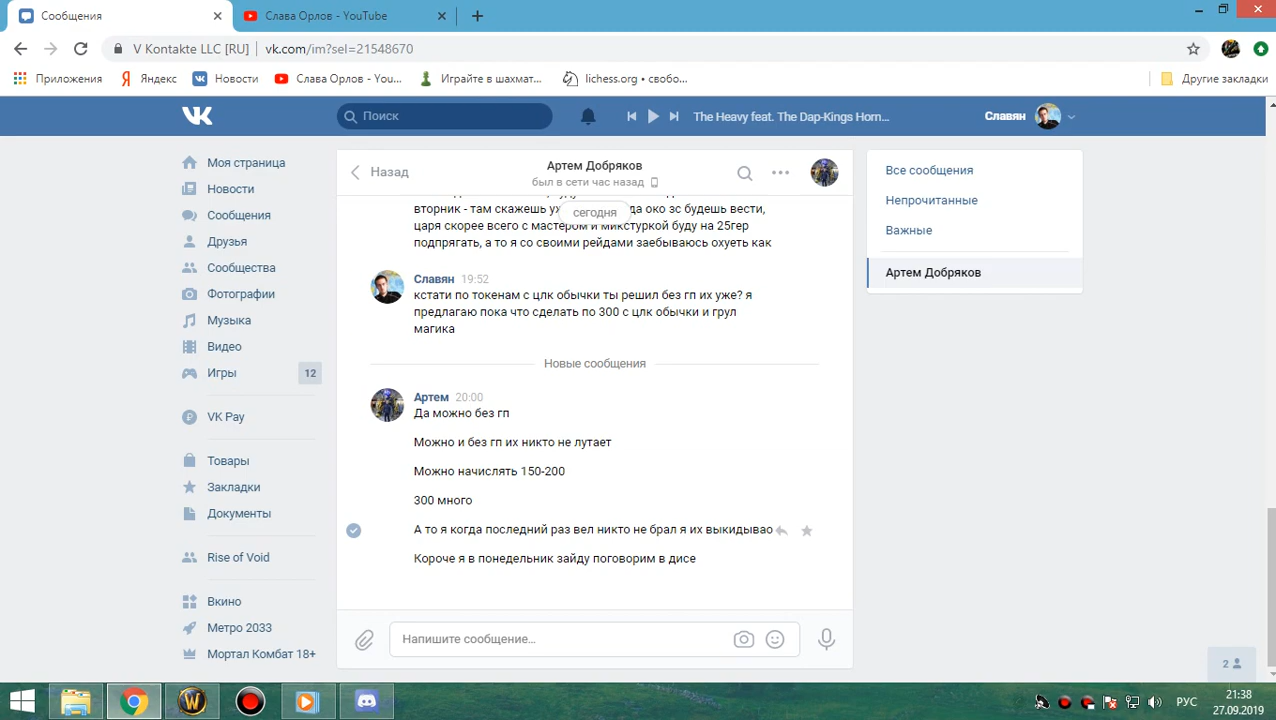 Сообщения
Слава Орлов - YouTube
V Kontakte LLC [RU]
vk.com/im?sel=21548670
Приложения
Яндекс
Новости
Слава Орлов - You...
Играйте в шахмат...
lichess.org • свобо...
Другие закладки
Поиск
The Heavy feat. The Dap-Kings Horn...
Славян
Моя страница
Новости
Сообщения
Друзья
Сообщества
Фотографии
Музыка
Видео
Игры 12
VK Pay
Товары
Закладки
Документы
Rise of Void
Вкино
Метро 2033
Мортал Комбат 18+
Назад
Артем Добряков
был в сети час назад
сегодня
вторник - там скажешь да око зс будешь вести,
царя скорее всего с мастером и микстуркой буду на 25гер
подпрягать, а то я со своими рейдами заебываюсь охуеть как
Славян 19:52
кстати по токенам с цлк обычки ты решил без гп их уже? я
предлагаю пока что сделать по 300 с цлк обычки и грул
магика
Новые сообщения
Артем 20:00
Да можно без гп
Можно и без гп их никто не лутает
Можно начислять 150-200
300 много
А то я когда последний раз вел никто не брал я их выкидывао
Короче я в понедельник зайду поговорим в дисе
Напишите сообщение...
Все сообщения
Непрочитанные
Важные
Артем Добряков
2
РУС
21:38
27.09.2019